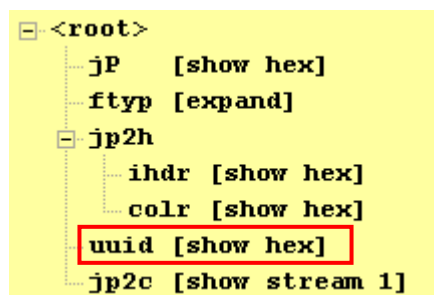 <root>
jP [show hex]
ftyp [expand]
jp2h
ihdr [show hex]
colr [show hex]
uuid [show hex]
jp2c [show stream 1]